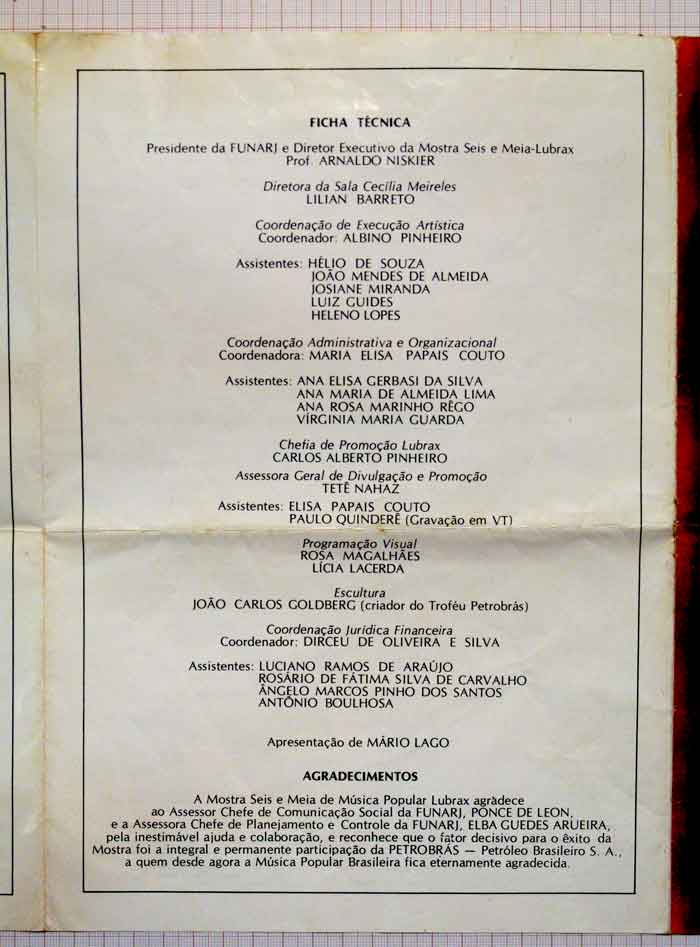 FICHA TÉCNICA
Presidente da FUNARJ e Diretor Executivo da Mostra Seis e Meia-Lubrax
Prof. ARNALDO NISKIER
Diretora da Sala Cecília Meireles
LILIAN BARRETO
Coordenação de Execução Artística
Coordenador: ALBINO PINHEIRO
Assistentes: HÉLIO DE SOUZA
JOÃO MENDES DE ALMEIDA
JOSIANE MIRANDA
LUIZ GUIDES
HELENO LOPES
Coordenação Administrativa e Organizacional
Coordenadora: MARIA ELISA PAPAIS COUTO
Assistentes: ANA ELISA GERBASI DA SILVA
ANA MARIA DE ALMEIDA LIMA
ANA ROSA MARINHO RÊGO
VÍRGINIA MARIA GUARDA
Chefia de Promoção Lubrax
CARLOS ALBERTO PINHEIRO
Assessora Geral de Divulgação e Promoção
TETÊ NAHAZ
Assistentes: ELISA PAPAIS COUTO
PAULO QUINDERÊ (Gravação em VT)
Programação Visual
ROSA MAGALHÃES
LÍCIA LACERDA
Escultura
JOÃO CARLOS GOLDBERG (criador do Troféu Petrobrás)
Coordenação Jurídica Financeira
Coordenador: DIRCEU DE OLIVEIRA E SILVA
Assistentes: LUCIANO RAMOS DE ARAÚJO
ROSÁRIO DE FÁTIMA SILVA DE CARVALHO
ÂNGELO MARCOS PINHO DOS SANTOS
ANTÔNIO BOULHOSA
Apresentação de MÁRIO LAGO
AGRADECIMENTOS
A Mostra Seis e Meia de Música Popular Lubrax agradece
ao Assessor Chefe de Comunicação Social da FUNARJ, PONCE DE LEON,
e a Assessora Chefe de Planejamento e Controle da FUNARJ, ELBA GUEDES ARUEIRA,
pela inestimável ajuda e colaboração, e reconhece que o fator decisivo para o êxito da
Mostra foi a integral e permanente participação da PETROBRÁS — Petróleo Brasileiro S. A.,
a quem desde agora a Música Popular Brasileira fica eternamente agradecida.